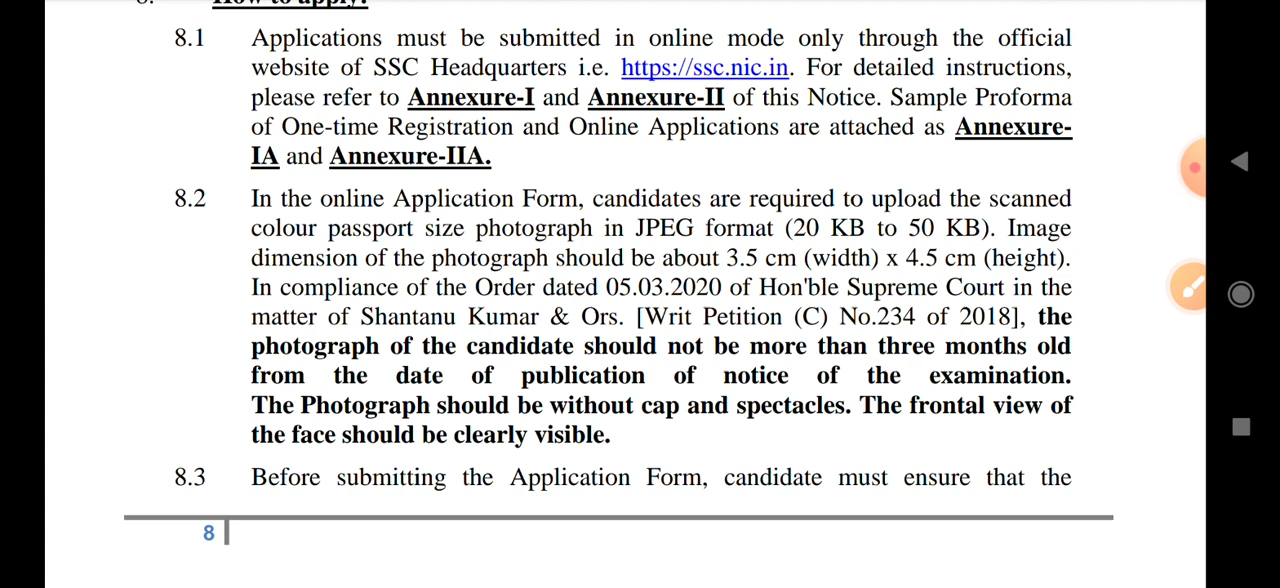 8. How to apply:
8.1 Applications must be submitted in online mode only through the official
website of SSC Headquarters i.e. https://ssc.nic.in. For detailed instructions,
please refer to Annexure-I and Annexure-II of this Notice. Sample Proforma
of One-time Registration and Online Applications are attached as Annexure-
IA and Annexure-IIA.
8.2 In the online Application Form, candidates are required to upload the scanned
colour passport size photograph in JPEG format (20 KB to 50 KB). Image
dimension of the photograph should be about 3.5 cm (width) x 4.5 cm (height).
In compliance of the Order dated 05.03.2020 of Hon'ble Supreme Court in the
matter of Shantanu Kumar & Ors. [Writ Petition (C) No.234 of 2018], the
photograph of the candidate should not be more than three months old
from the date of publication of notice of the examination.
The Photograph should be without cap and spectacles. The frontal view of
the face should be clearly visible.
8.3 Before submitting the Application Form, candidate must ensure that the
8